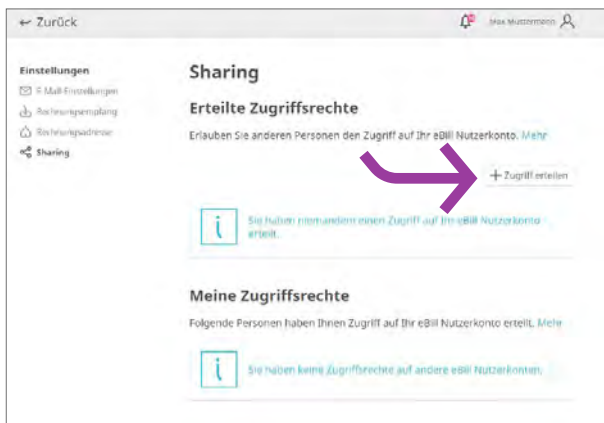 ← Zurück
Max Mustermann
Einstellungen
E-Mail-Einstellungen
Rechnungsempfang
Rechnungsadresse
Sharing
Sharing
Erteilte Zugriffsrechte
Erlauben Sie anderen Personen den Zugriff auf Ihr eBill Nutzerkonto. Mehr
+ Zugriff erteilen
Sie haben niemandem einen Zugriff auf Ihr eBill Nutzerkonto
erteilt.
Meine Zugriffsrechte
Folgende Personen haben Ihnen Zugriff auf Ihr eBill Nutzerkonto erteilt. Mehr
Sie haben keine Zugriffsrechte auf andere eBill Nutzerkonten.